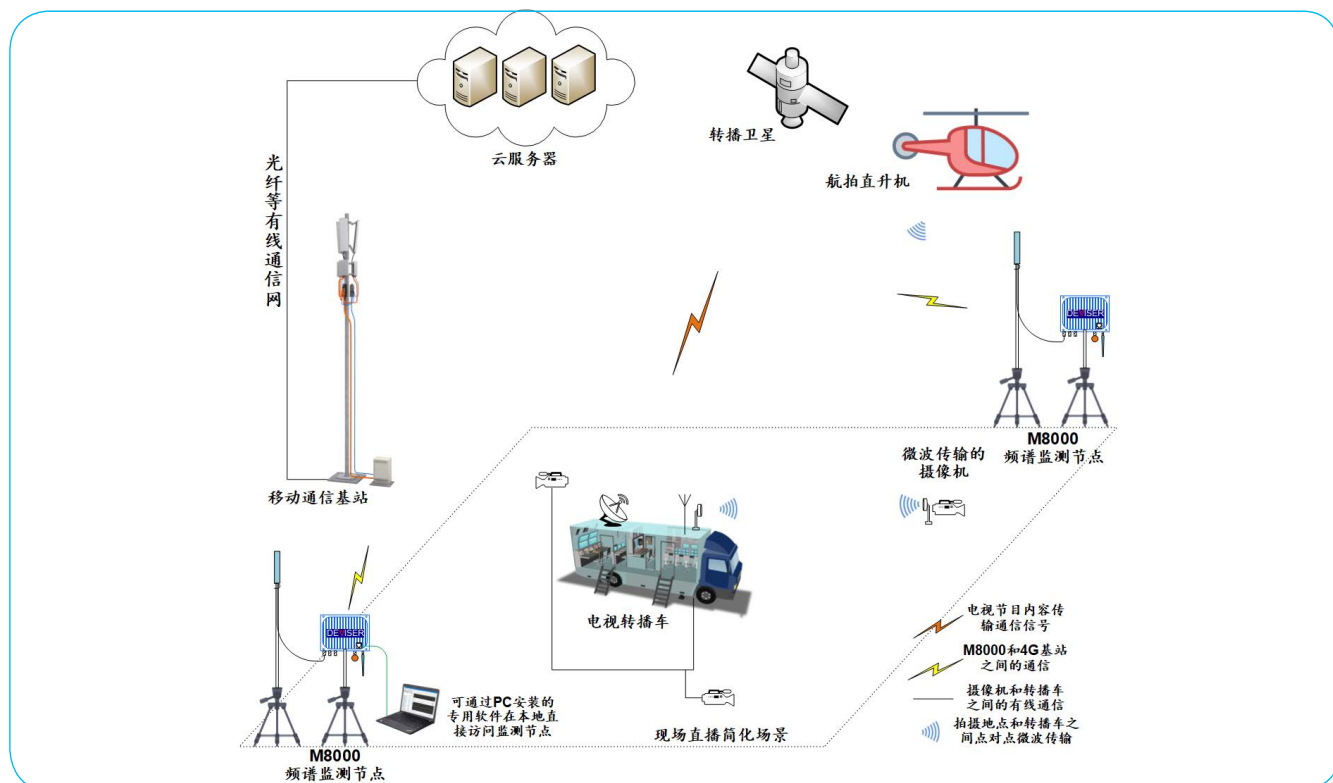 云服务器
转播卫星
航拍直升机
光纤等有线通信网
DEVISER
M8000
频谱监测节点
微波传输的
摄像机
移动通信基站
电视转播车
DEVISER
可通过PC安装的
专用软件在本地直
接访问监测节点
M8000
频谱监测节点
现场直播简化场景
电视节目内容传
输通信信号
M8000和4G基站
之间的通信
摄像机和转播车
之间的有线通信
拍摄地点和转播车之
间点对点微波传输